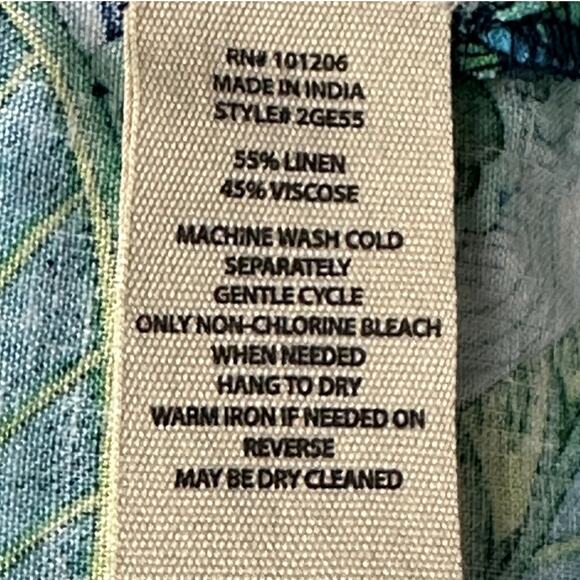 RN# 101206
MADE IN INDIA
STYLE# 2GE55
55% LINEN
45% VISCOSE
MACHINE WASH COLD
SEPARATELY
GENTLE CYCLE
ONLY NON-CHLORINE BLEACH
WHEN NEEDED
HANG TO DRY
WARM IRON IF NEEDED ON
REVERSE
MAY BE DRY CLEANED